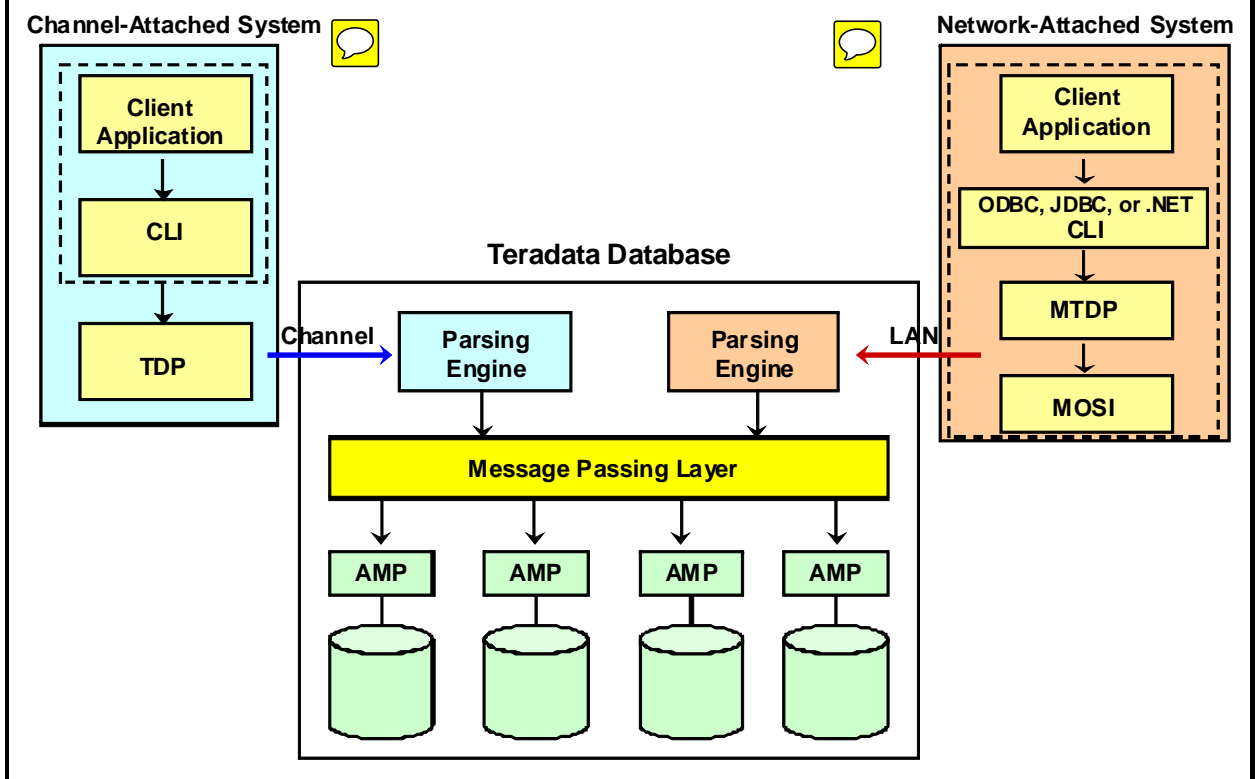 Channel-Attached System
Network-Attached System
Client
Application
CLI
TDP
Client
Application
ODBC, JDBC, or .NET
CLI
MTDP
MOSI
Teradata Database
Channel
LAN
Parsing
Engine
Parsing
Engine
Message Passing Layer
AMP
AMP
AMP
AMP